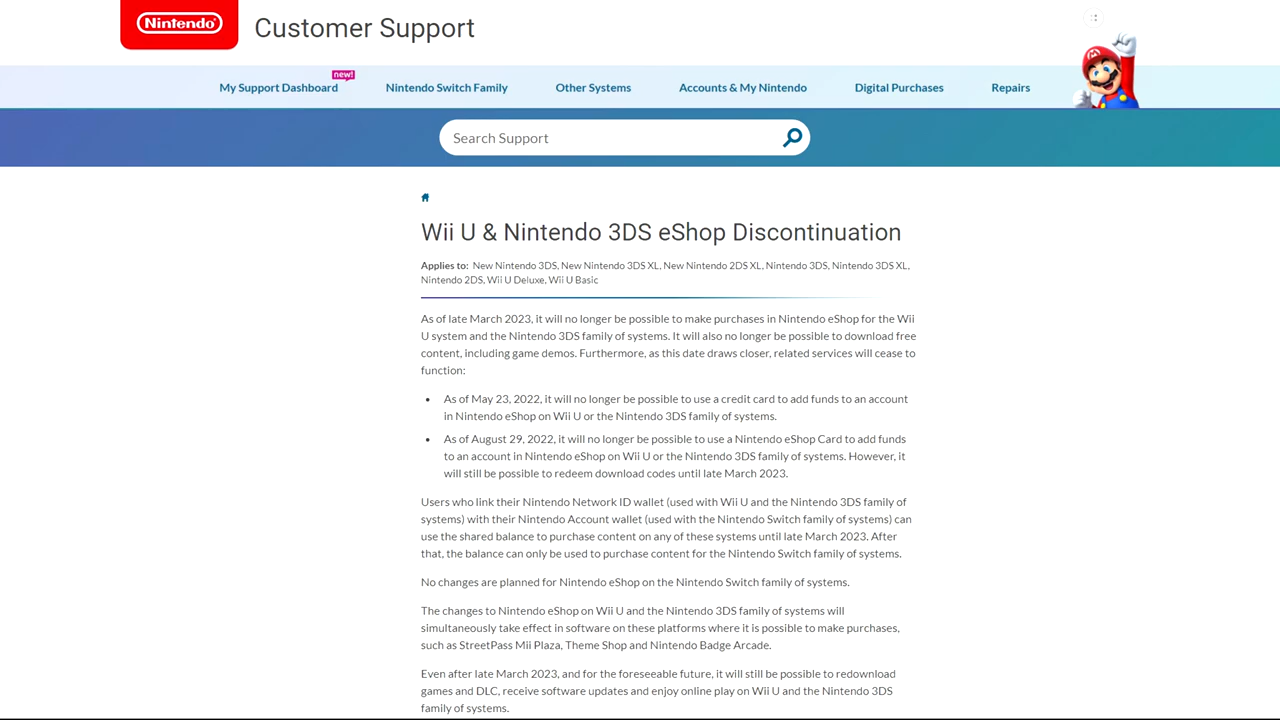 Nintendo
Customer Support
new!
My Support Dashboard
Nintendo Switch Family
Other Systems
Accounts & My Nintendo
Digital Purchases
Repairs
Search Support
Wii U & Nintendo 3DS eShop Discontinuation
Applies to: New Nintendo 3DS, New Nintendo 3DS XL, New Nintendo 2DS XL, Nintendo 3DS, Nintendo 3DS XL,
Nintendo 2DS, Wii U Deluxe, Wii U Basic
As of late March 2023, it will no longer be possible to make purchases in Nintendo eShop for the Wii
U system and the Nintendo 3DS family of systems. It will also no longer be possible to download free
content, including game demos. Furthermore, as this date draws closer, related services will cease to
function:
• As of May 23, 2022, it will no longer be possible to use a credit card to add funds to an account
in Nintendo eShop on Wii U or the Nintendo 3DS family of systems.
• As of August 29, 2022, it will no longer be possible to use a Nintendo eShop Card to add funds
to an account in Nintendo eShop on Wii U or the Nintendo 3DS family of systems. However, it
will still be possible to redeem download codes until late March 2023.
Users who link their Nintendo Network ID wallet (used with Wii U and the Nintendo 3DS family of
systems) with their Nintendo Account wallet (used with the Nintendo Switch family of systems) can
use the shared balance to purchase content on any of these systems until late March 2023. After
that, the balance can only be used to purchase content for the Nintendo Switch family of systems.
No changes are planned for Nintendo eShop on the Nintendo Switch family of systems.
The changes to Nintendo eShop on Wii U and the Nintendo 3DS family of systems will
simultaneously take effect in software on these platforms where it is possible to make purchases,
such as StreetPass Mii Plaza, Theme Shop and Nintendo Badge Arcade.
Even after late March 2023, and for the foreseeable future, it will still be possible to redownload
games and DLC, receive software updates and enjoy online play on Wii U and the Nintendo 3DS
family of systems.